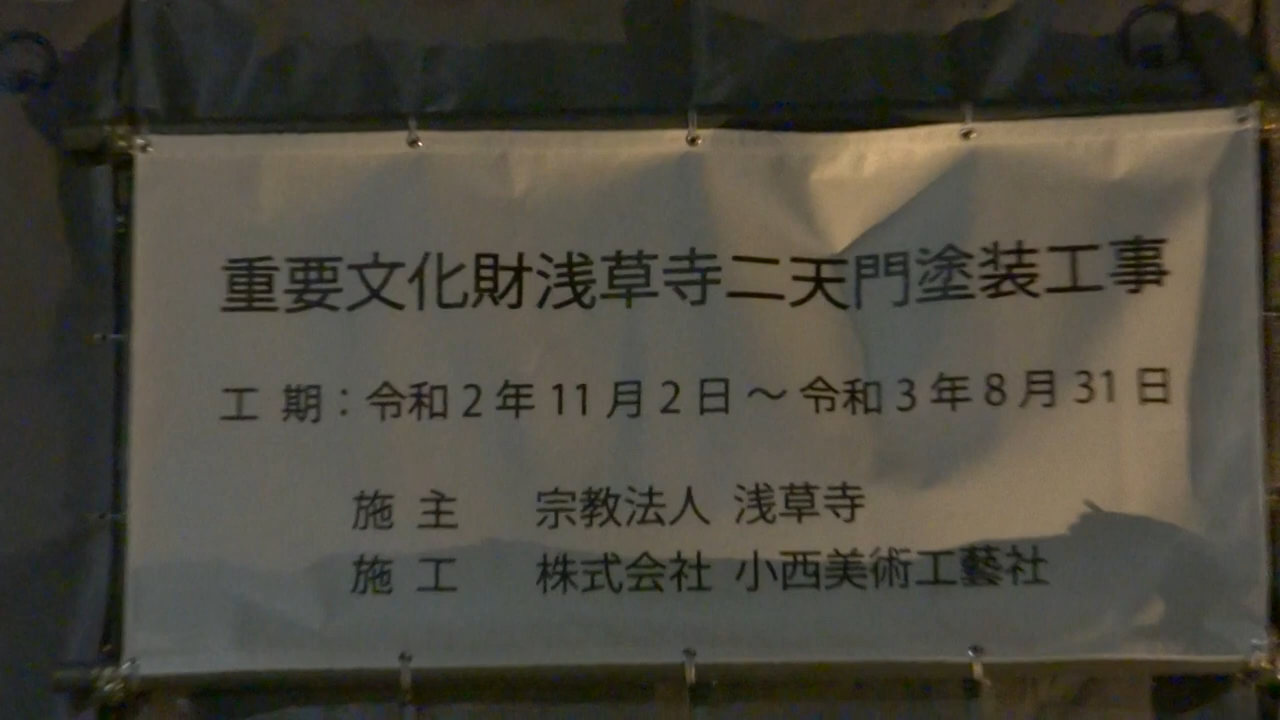 重要文化財浅草寺二天門塗装工事
工 期：令和2年11月2日～令和3年8月31日
施 主 宗教法人 浅草寺
施 工 株式会社 小西美術工藝社